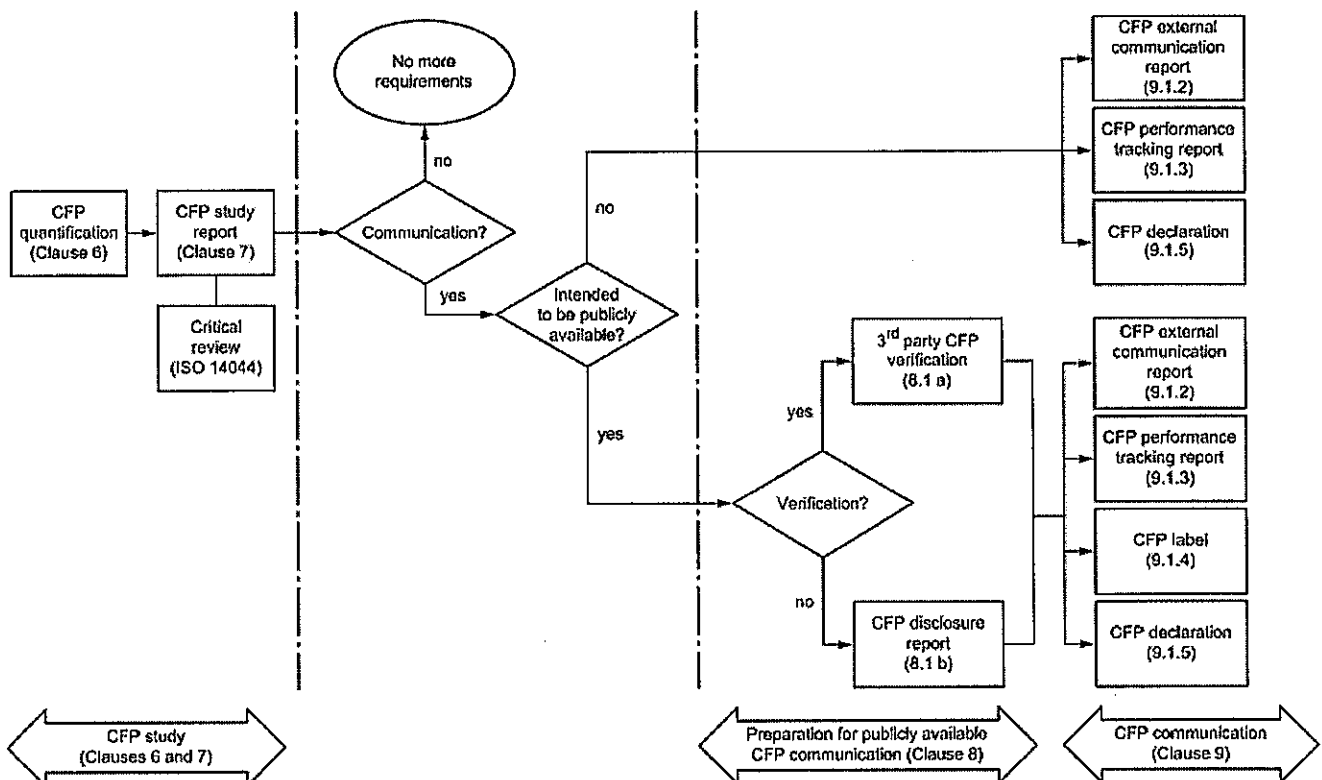 CFP
quantification
(Clause 6)
CFP study
report
(Clause 7)
Critical
review
(ISO 14044)
No more
requirements
no
Communication?
yes
Intended
to be publicly
available?
no
yes
Verification?
yes
no
3rd party CFP
verification
(8.1 a)
CFP disclosure
report
(8.1 b)
CFP external
communication
report
(9.1.2)
CFP performance
tracking report
(9.1.3)
CFP declaration
(9.1.5)
CFP external
communication
report
(9.1.2)
CFP performance
tracking report
(9.1.3)
CFP label
(9.1.4)
CFP declaration
(9.1.5)
CFP study
(Clauses 6 and 7)
Preparation for publicly available
CFP communication (Clause 8)
CFP communication
(Clause 9)